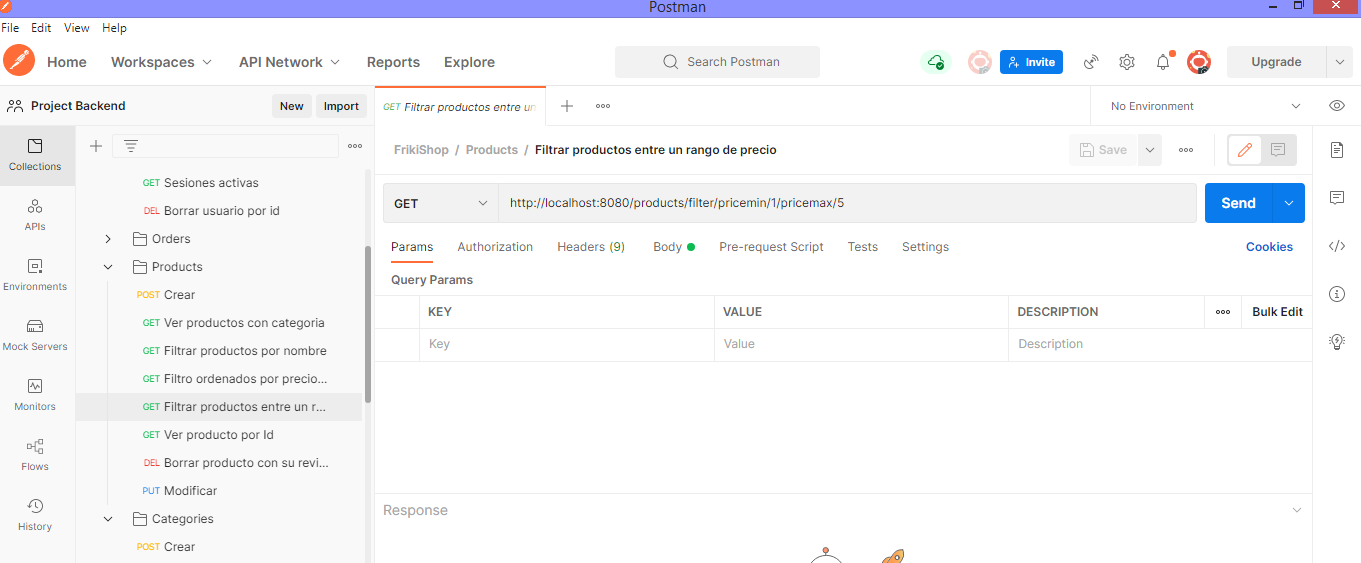 Postman
File Edit View Help
Home Workspaces API Network Reports Explore Search Postman Invite Upgrade
Project Backend New Import GET Filtrar productos entre un No Environment
Collections
APIs
Environments
Mock Servers
Monitors
Flows
History
GET Sesiones activas
DEL Borrar usuario por id
Orders
Products
POST Crear
GET Ver productos con categoria
GET Filtrar productos por nombre
GET Filtro ordenados por precio...
GET Filtrar productos entre un r...
GET Ver producto por Id
DEL Borrar producto con su revi...
PUT Modificar
Categories
POST Crear
FrikiShop / Products / Filtrar productos entre un rango de precio Save
GET http://localhost:8080/products/filter/pricemin/1/pricemax/5 Send
Params Authorization Headers (9) Body Pre-request Script Tests Settings Cookies
Query Params
KEY VALUE DESCRIPTION Bulk Edit
Key Value Description
Response